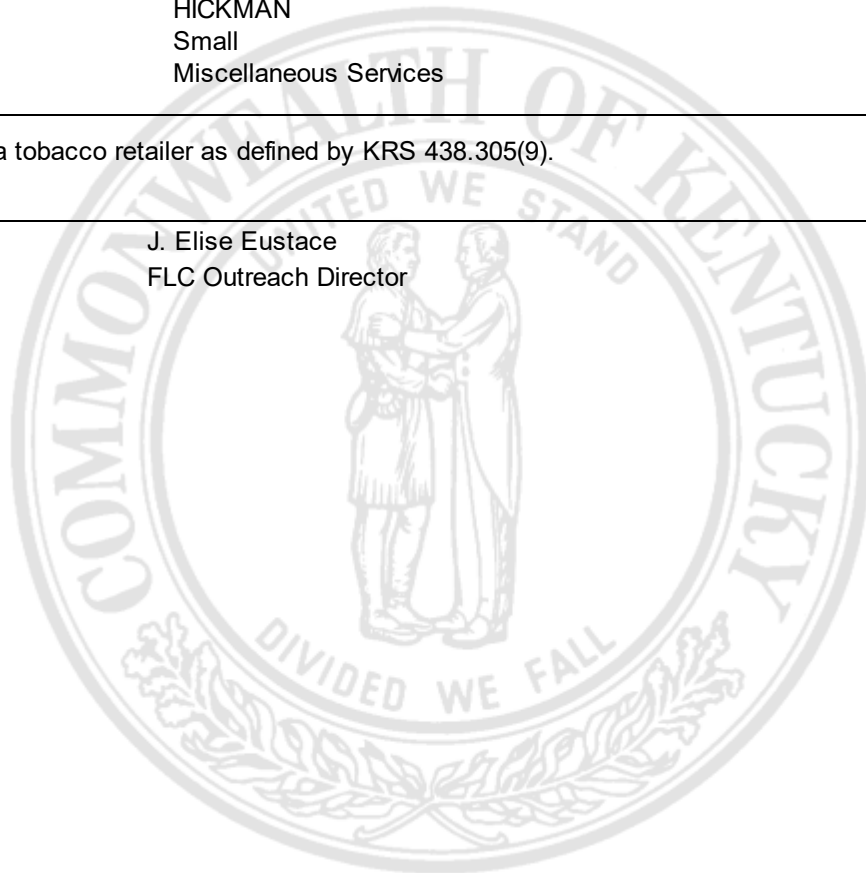 HICKMAN
Small
Miscellaneous Services
a tobacco retailer as defined by KRS 438.305(9).
J. Elise Eustace
FLC Outreach Director
COMMONWEALTH OF KENTUCKY
UNITED WE STAND
DIVIDED WE FALL